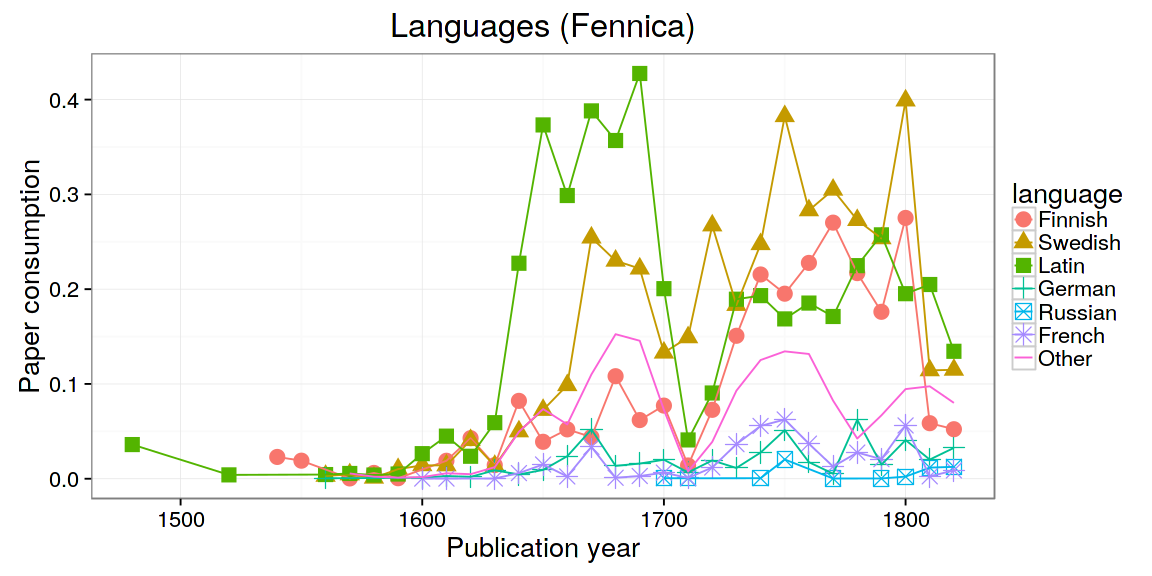 Languages (Fennica)
Paper consumption
0.4
0.3
0.2
0.1
0.0
1500
1600
1700
1800
Publication year
language
Finnish
Swedish
Latin
German
Russian
French
Other